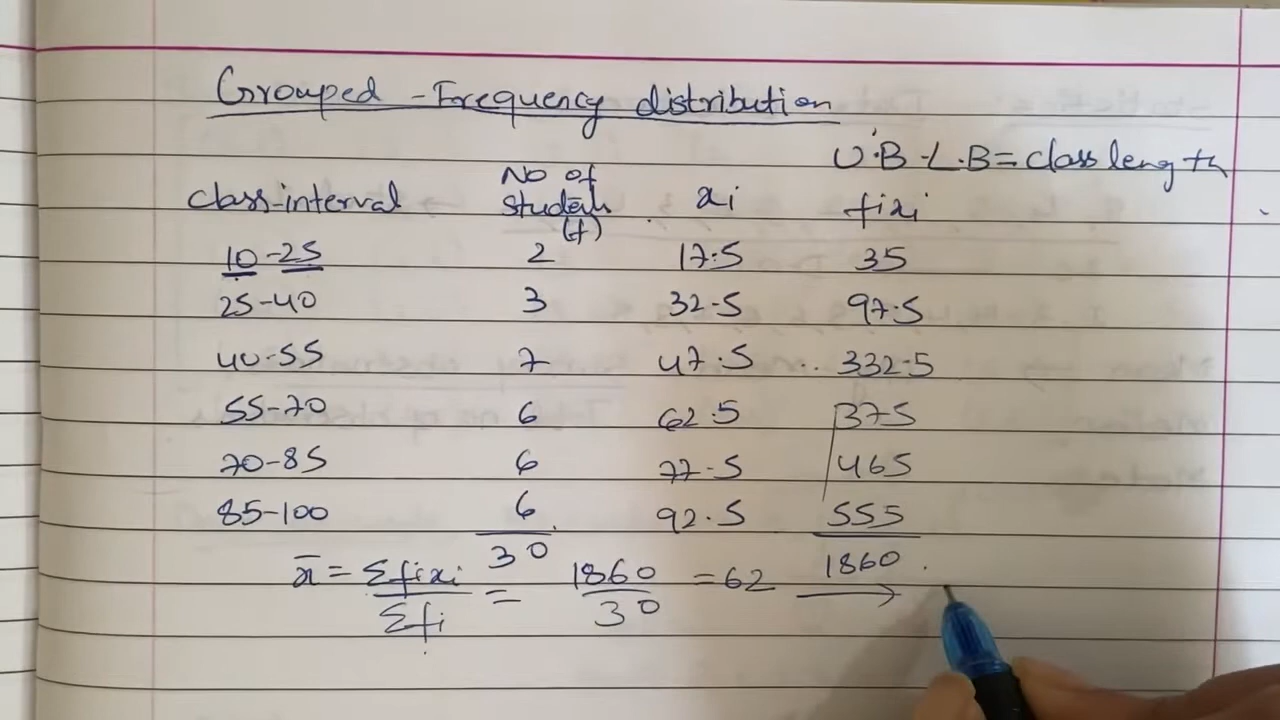 Grouped - Frequency distribution
U.B - L.B = class length
class-interval No of Students (f) xi fixi
10-25 2 17.5 35
25-40 3 32.5 97.5
40-55 7 47.5 ... 332.5
55-70 6 62.5 375
70-85 6 77.5 465
85-100 6 92.5 555
30 1860
x̄ = Σfixi / Σfi = 1860 / 30 = 62 →